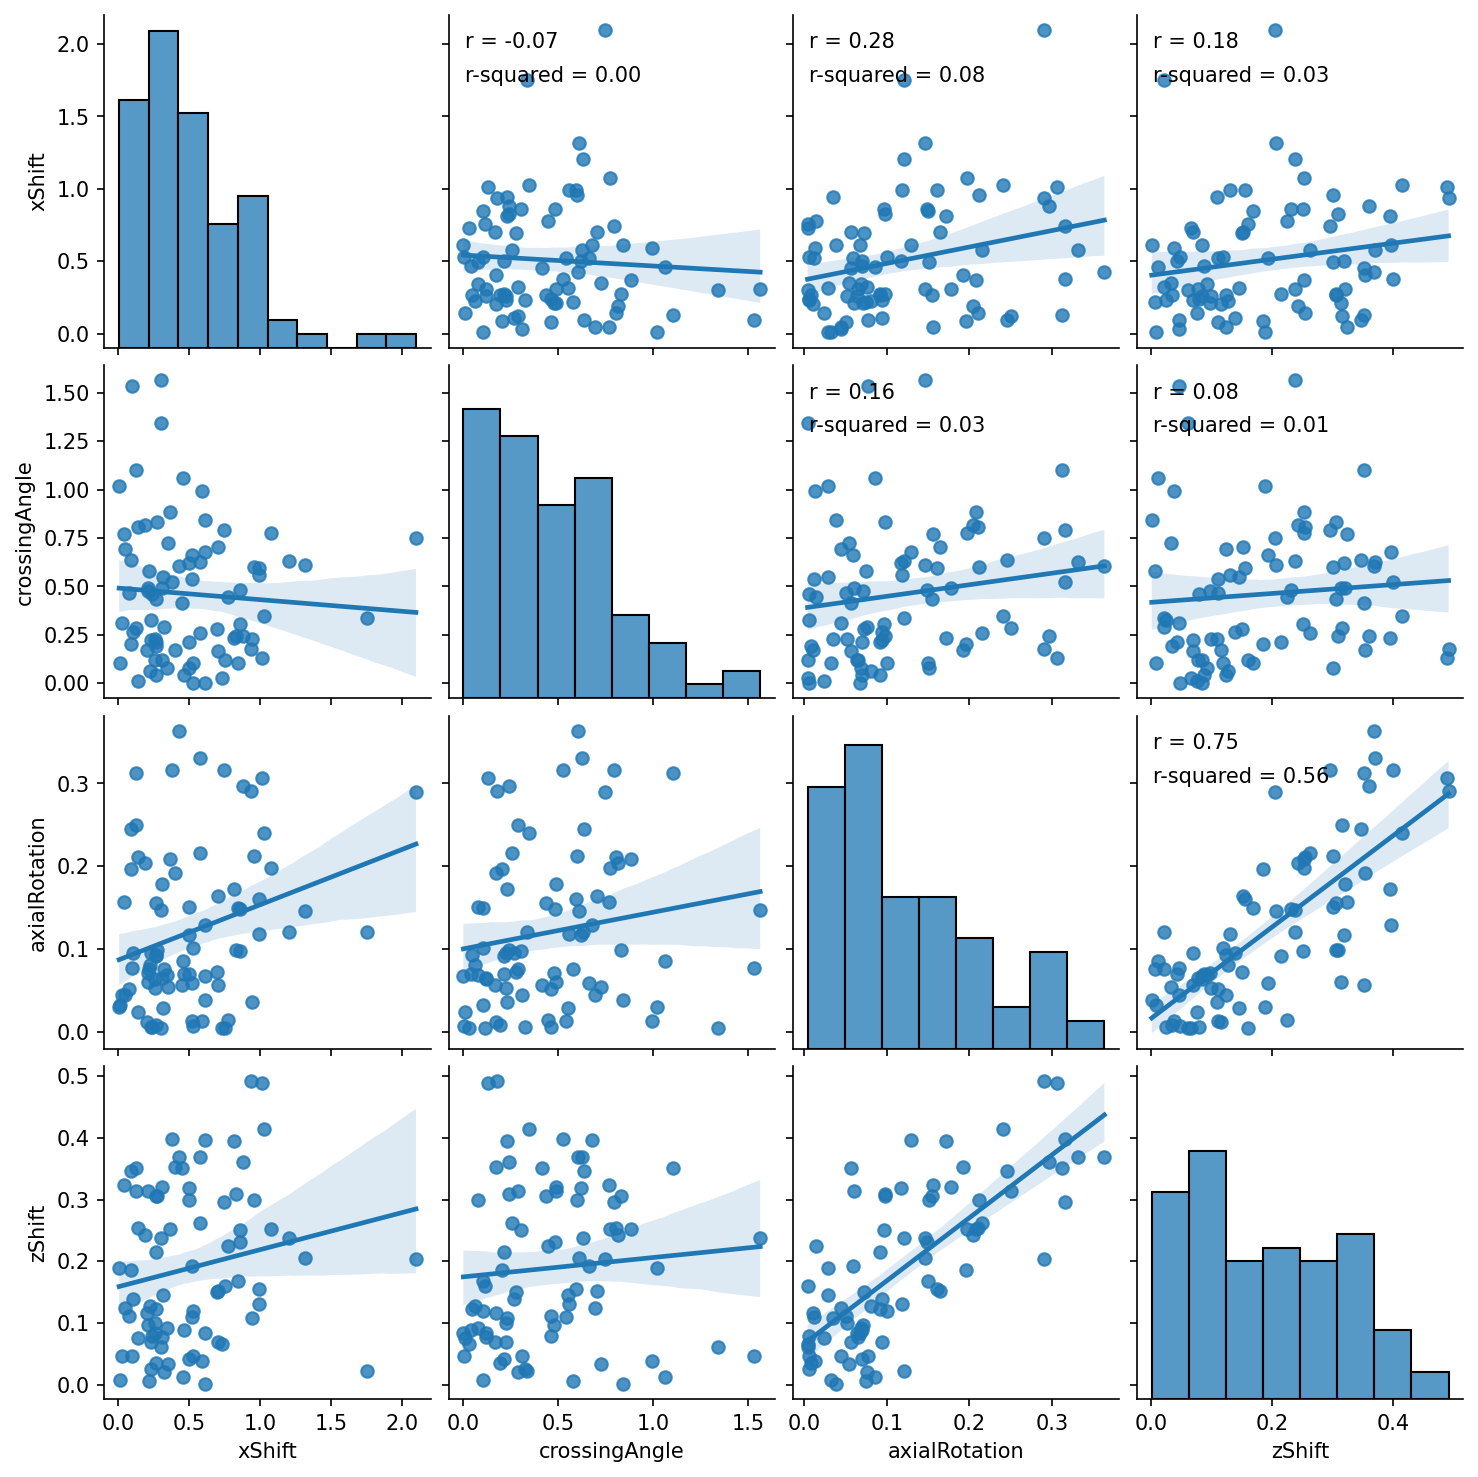 2.0
1.5
1.0
0.5
0.0
xShift
r = -0.07
r-squared = 0.00
r = 0.28
r-squared = 0.08
r = 0.18
r-squared = 0.03
1.50
1.25
1.00
0.75
0.50
0.25
0.00
crossingAngle
r = 0.16
r-squared = 0.03
r = 0.08
r-squared = 0.01
0.3
0.2
0.1
0.0
axialRotation
r = 0.75
r-squared = 0.56
0.5
0.4
0.3
0.2
0.1
0.0
zShift
0.0 0.5 1.0 1.5 2.0
xShift
0.0 0.5 1.0 1.5
crossingAngle
0.0 0.1 0.2 0.3
axialRotation
0.0 0.2 0.4
zShift